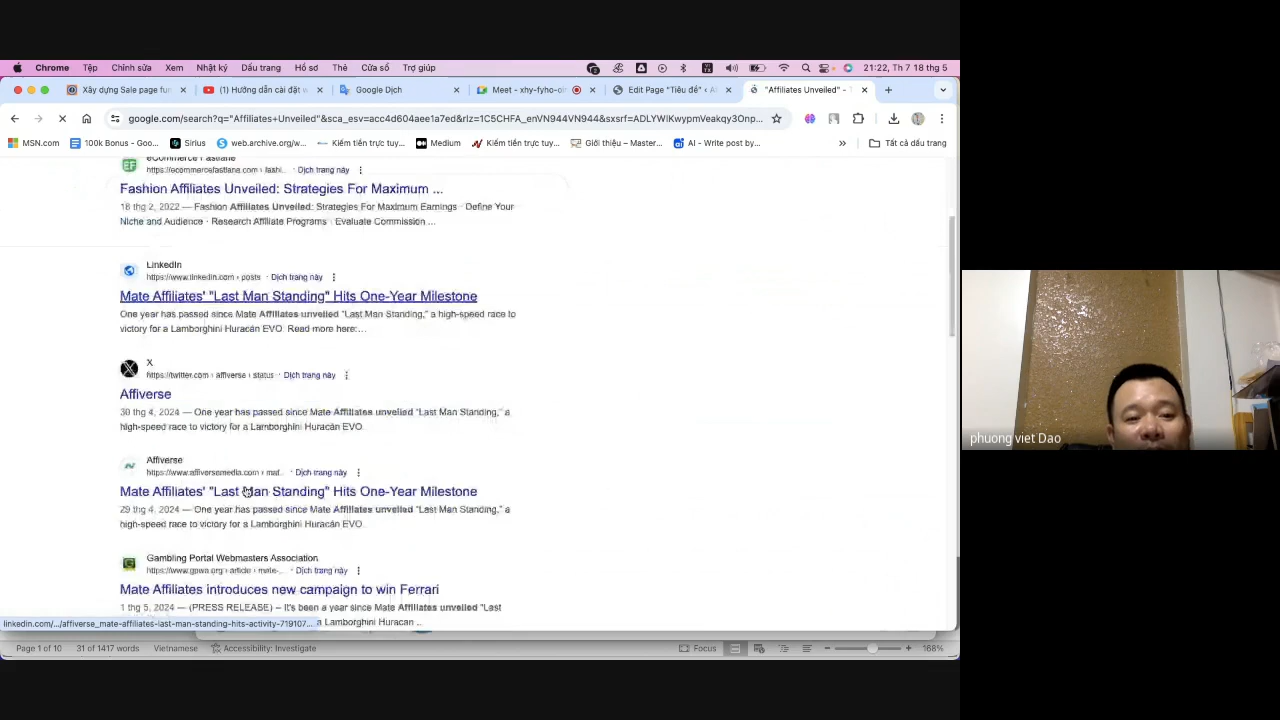 Chrome Tệp Chỉnh sửa Xem Nhật ký Dấu trang Hồ sơ Thẻ Cửa sổ Trợ giúp 21:22, Th 7 18 thg 5
Xây dựng Sale page fun
(1) Hướng dẫn cài đặt w
Google Dịch
Meet - xhy-fyho-oi
Edit Page "Tiêu đề" ‹ A
"Affiliates Unveiled" - T
google.com/search?q="Affiliates+Unveiled"&sca_esv=acc4d604aee1a7ed&rlz=1C5CHFA_enVN944VN944&sxsrf=ADLYWIKwypmVeakqy3Onp...
MSN.com 100k Bonus - Goo... Sirius web.archive.org/w... Kiểm tiền trực tuy... Medium Kiểm tiền trực tuy... Giới thiệu – Master... AI - Write post by... » Tất cả dấu trang
eCommerce Fastlane
https://ecommercefastlane.com › fashi... Dịch trang này
Fashion Affiliates Unveiled: Strategies For Maximum ...
18 thg 2, 2022 — Fashion Affiliates Unveiled: Strategies For Maximum Earnings · Define Your
Niche and Audience · Research Affiliate Programs · Evaluate Commission ...
LinkedIn
https://www.linkedin.com › posts · Dịch trang này
Mate Affiliates' "Last Man Standing" Hits One-Year Milestone
One year has passed since Mate Affiliates unveiled "Last Man Standing," a high-speed race to
victory for a Lamborghini Huracán EVO. Read more here:...
X
https://twitter.com › affiverse › status · Dịch trang này
Affiverse
30 thg 4, 2024 — One year has passed since Mate Affiliates unveiled "Last Man Standing," a
high-speed race to victory for a Lamborghini Huracán EVO.
Affiverse
https://www.affiversemedia.com › mat... · Dịch trang này
Mate Affiliates' "Last Man Standing" Hits One-Year Milestone
29 thg 4, 2024 — One year has passed since Mate Affiliates unveiled "Last Man Standing," a
high-speed race to victory for a Lamborghini Huracán EVO.
Gambling Portal Webmasters Association
https://www.gpwa.org › article › mate-... · Dịch trang này
Mate Affiliates introduces new campaign to win Ferrari
1 thg 5, 2024 — (PRESS RELEASE) – It's been a year since Mate Affiliates unveiled "Last
a Lamborghini Huracan ...
linkedin.com/.../affiverse_mate-affiliates-last-man-standing-hits-activity-719107...
Page 1 of 10 31 of 1417 words Vietnamese Accessibility: Investigate Focus 168%
phuong viet Dao